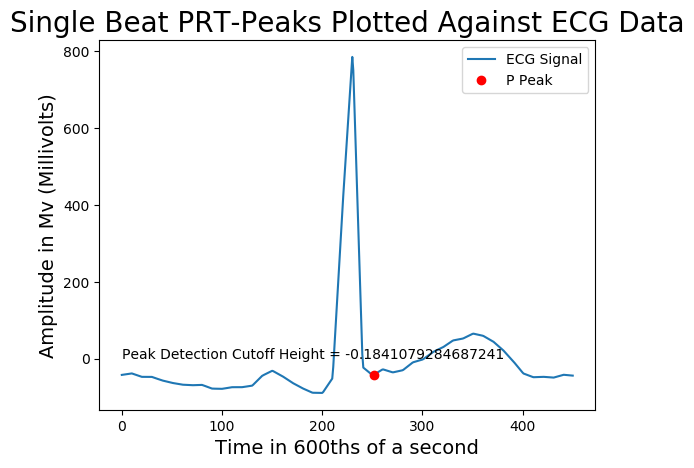 Single Beat PRT-Peaks Plotted Against ECG Data
800
600
400
200
0
Amplitude in Mv (Millivolts)
ECG Signal
P Peak
Peak Detection Cutoff Height = -0.1841079284687241
0 100 200 300 400
Time in 600ths of a second